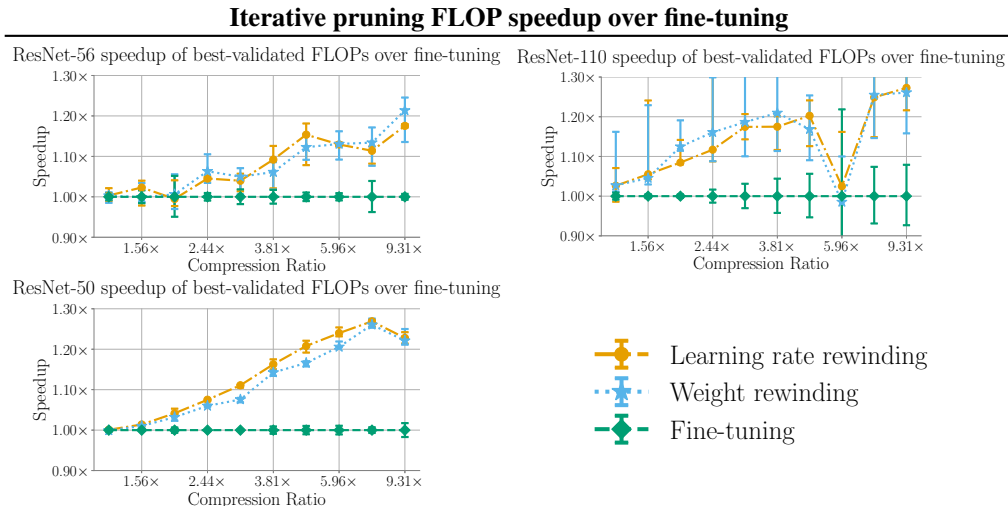 Iterative pruning FLOP speedup over fine-tuning
ResNet-56 speedup of best-validated FLOPs over fine-tuning
1.30×
1.20×
1.10×
1.00×
0.90×
Speedup
1.56× 2.44× 3.81× 5.96× 9.31×
Compression Ratio
ResNet-110 speedup of best-validated FLOPs over fine-tuning
1.30×
1.20×
1.10×
1.00×
0.90×
Speedup
1.56× 2.44× 3.81× 5.96× 9.31×
Compression Ratio
ResNet-50 speedup of best-validated FLOPs over fine-tuning
1.30×
1.20×
1.10×
1.00×
0.90×
Speedup
1.56× 2.44× 3.81× 5.96× 9.31×
Compression Ratio
Learning rate rewinding
Weight rewinding
Fine-tuning